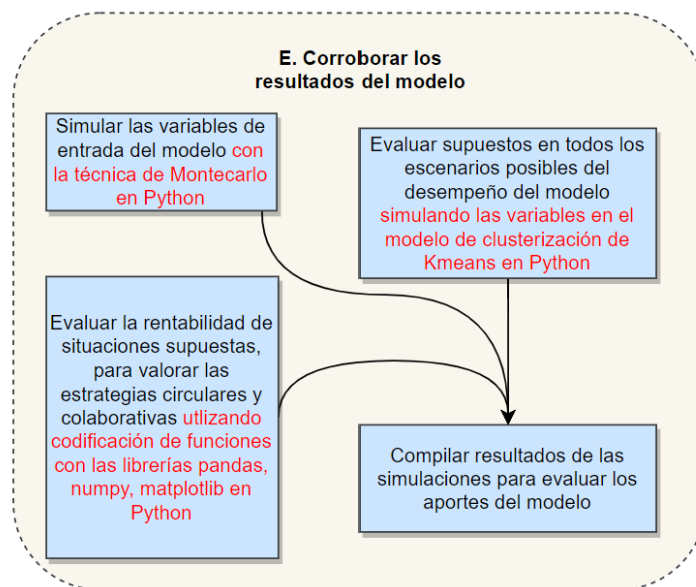 E. Corroborar los
resultados del modelo
Simular las variables de
entrada del modelo con
la técnica de Montecarlo
en Python
Evaluar supuestos en todos los
escenarios posibles del
desempeño del modelo
simulando las variables en el
modelo de clusterización de
Kmeans en Python
Evaluar la rentabilidad de
situaciones supuestas,
para valorar las
estrategias circulares y
colaborativas utlizando
codificación de funciones
con las librerías pandas,
numpy, matplotlib en
Python
Compilar resultados de las
simulaciones para evaluar los
aportes del modelo